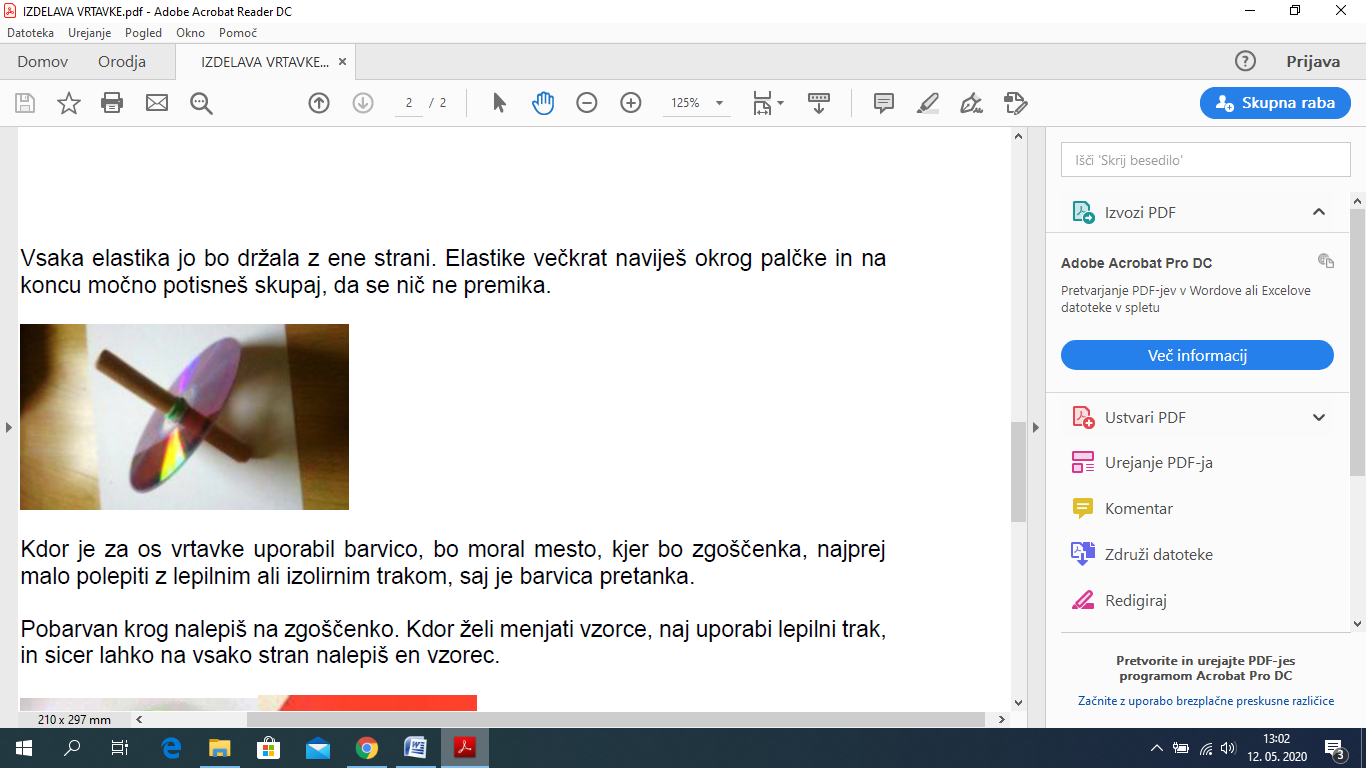 IZDELAVA VRTAVKE.pdf - Adobe Acrobat Reader DC
Datoteka Urejanje Pogled Okno Pomoč
Domov Orodja IZDELAVA VRTAVKE... × Prijava
2 / 2 125% Skupna raba
Vsaka elastika jo bo držala z ene strani. Elastike večkrat naviješ okrog palčke in na
koncu močno potisneš skupaj, da se nič ne premika.
Kdor je za os vrtavke uporabil barvico, bo moral mesto, kjer bo zgoščenka, najprej
malo polepiti z lepilnim ali izolirnim trakom, saj je barvica pretanka.
Pobarvan krog nalepiš na zgoščenko. Kdor želi menjati vzorce, naj uporabi lepilni trak,
in sicer lahko na vsako stran nalepiš en vzorec.
210 x 297 mm
Išči 'Skrij besedilo'
Izvozi PDF
Adobe Acrobat Pro DC
Pretvarjanje PDF-jev v Wordove ali Excelove
datoteke v spletu
Več informacij
Ustvari PDF
Urejanje PDF-ja
Komentar
Združi datoteke
Redigiraj
Pretvorite in urejajte PDF-jes
programom Acrobat Pro DC
Začnite z uporabo brezplačne preskusne različice
13:02
12. 05. 2020
3